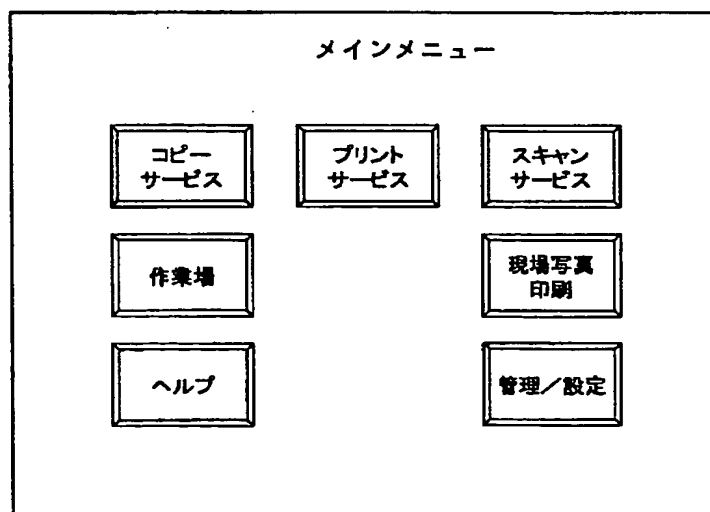 メインメニュー
コピー
サービス
プリント
サービス
スキャン
サービス
作業場
現場写真
印刷
ヘルプ
管理／設定